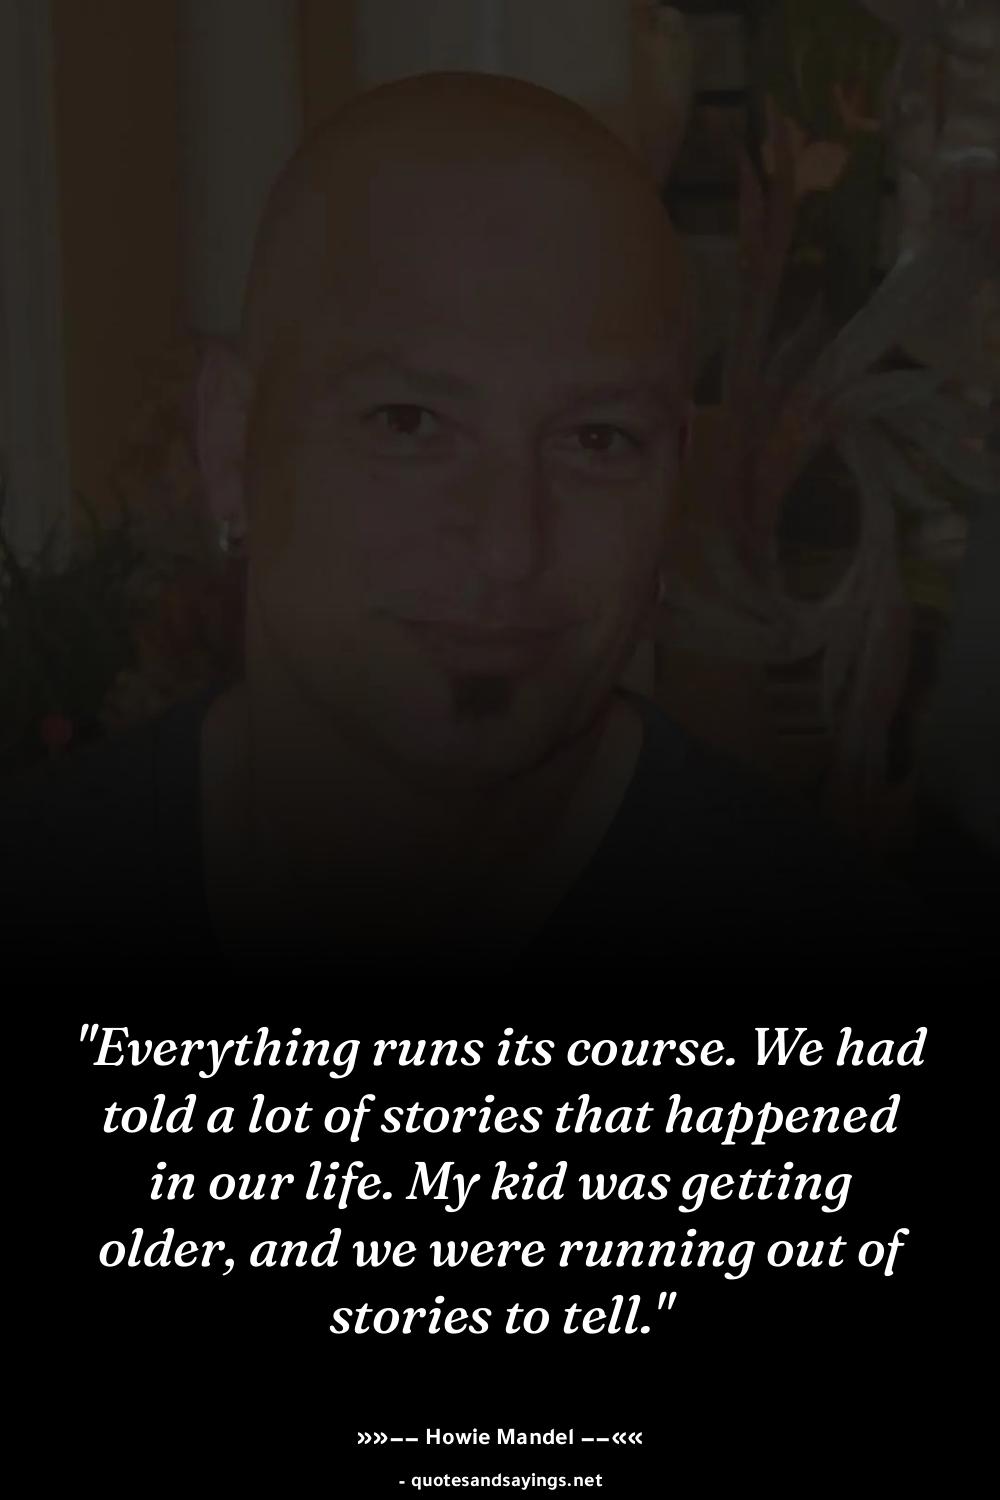 "Everything runs its course. We had
told a lot of stories that happened
in our life. My kid was getting
older, and we were running out of
stories to tell."
»»–– Howie Mandel ––««
- quotesandsayings.net